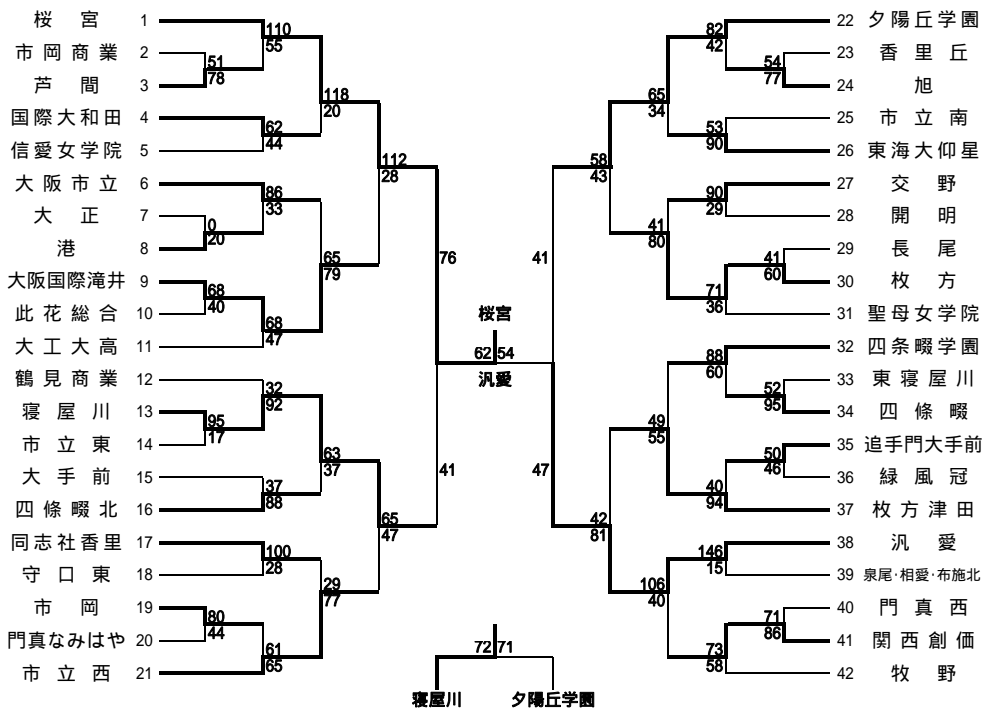 桜宮 1
市岡商業 2
芦間 3
国際大和田 4
信愛女学院 5
大阪市立 6
大正 7
港 8
大阪国際滝井 9
此花総合 10
大工大高 11
鶴見商業 12
寝屋川 13
市立東 14
大手前 15
四條畷北 16
同志社香里 17
守口東 18
市岡 19
門真なみはや 20
市立西 21
110
55
51
78
62
44
86
33
0
20
68
40
68
47
32
92
95
17
37
88
100
28
80
44
61
65
118
20
65
79
63
37
29
77
112
28
65
47
76
41
桜宮
62 54
汎愛
72 71
寝屋川 夕陽丘学園
41
47
58
43
42
81
65
34
41
80
49
55
106
40
82
42
54
77
53
90
90
29
41
60
71
36
88
60
52
95
50
46
40
94
146
15
71
86
73
58
22 夕陽丘学園
23 香里丘
24 旭
25 市立南
26 東海大仰星
27 交野
28 開明
29 長尾
30 枚方
31 聖母女学院
32 四条畷学園
33 東寝屋川
34 四條畷
35 追手門大手前
36 緑風冠
37 枚方津田
38 汎愛
39 泉尾・相愛・布施北
40 門真西
41 関西創価
42 牧野